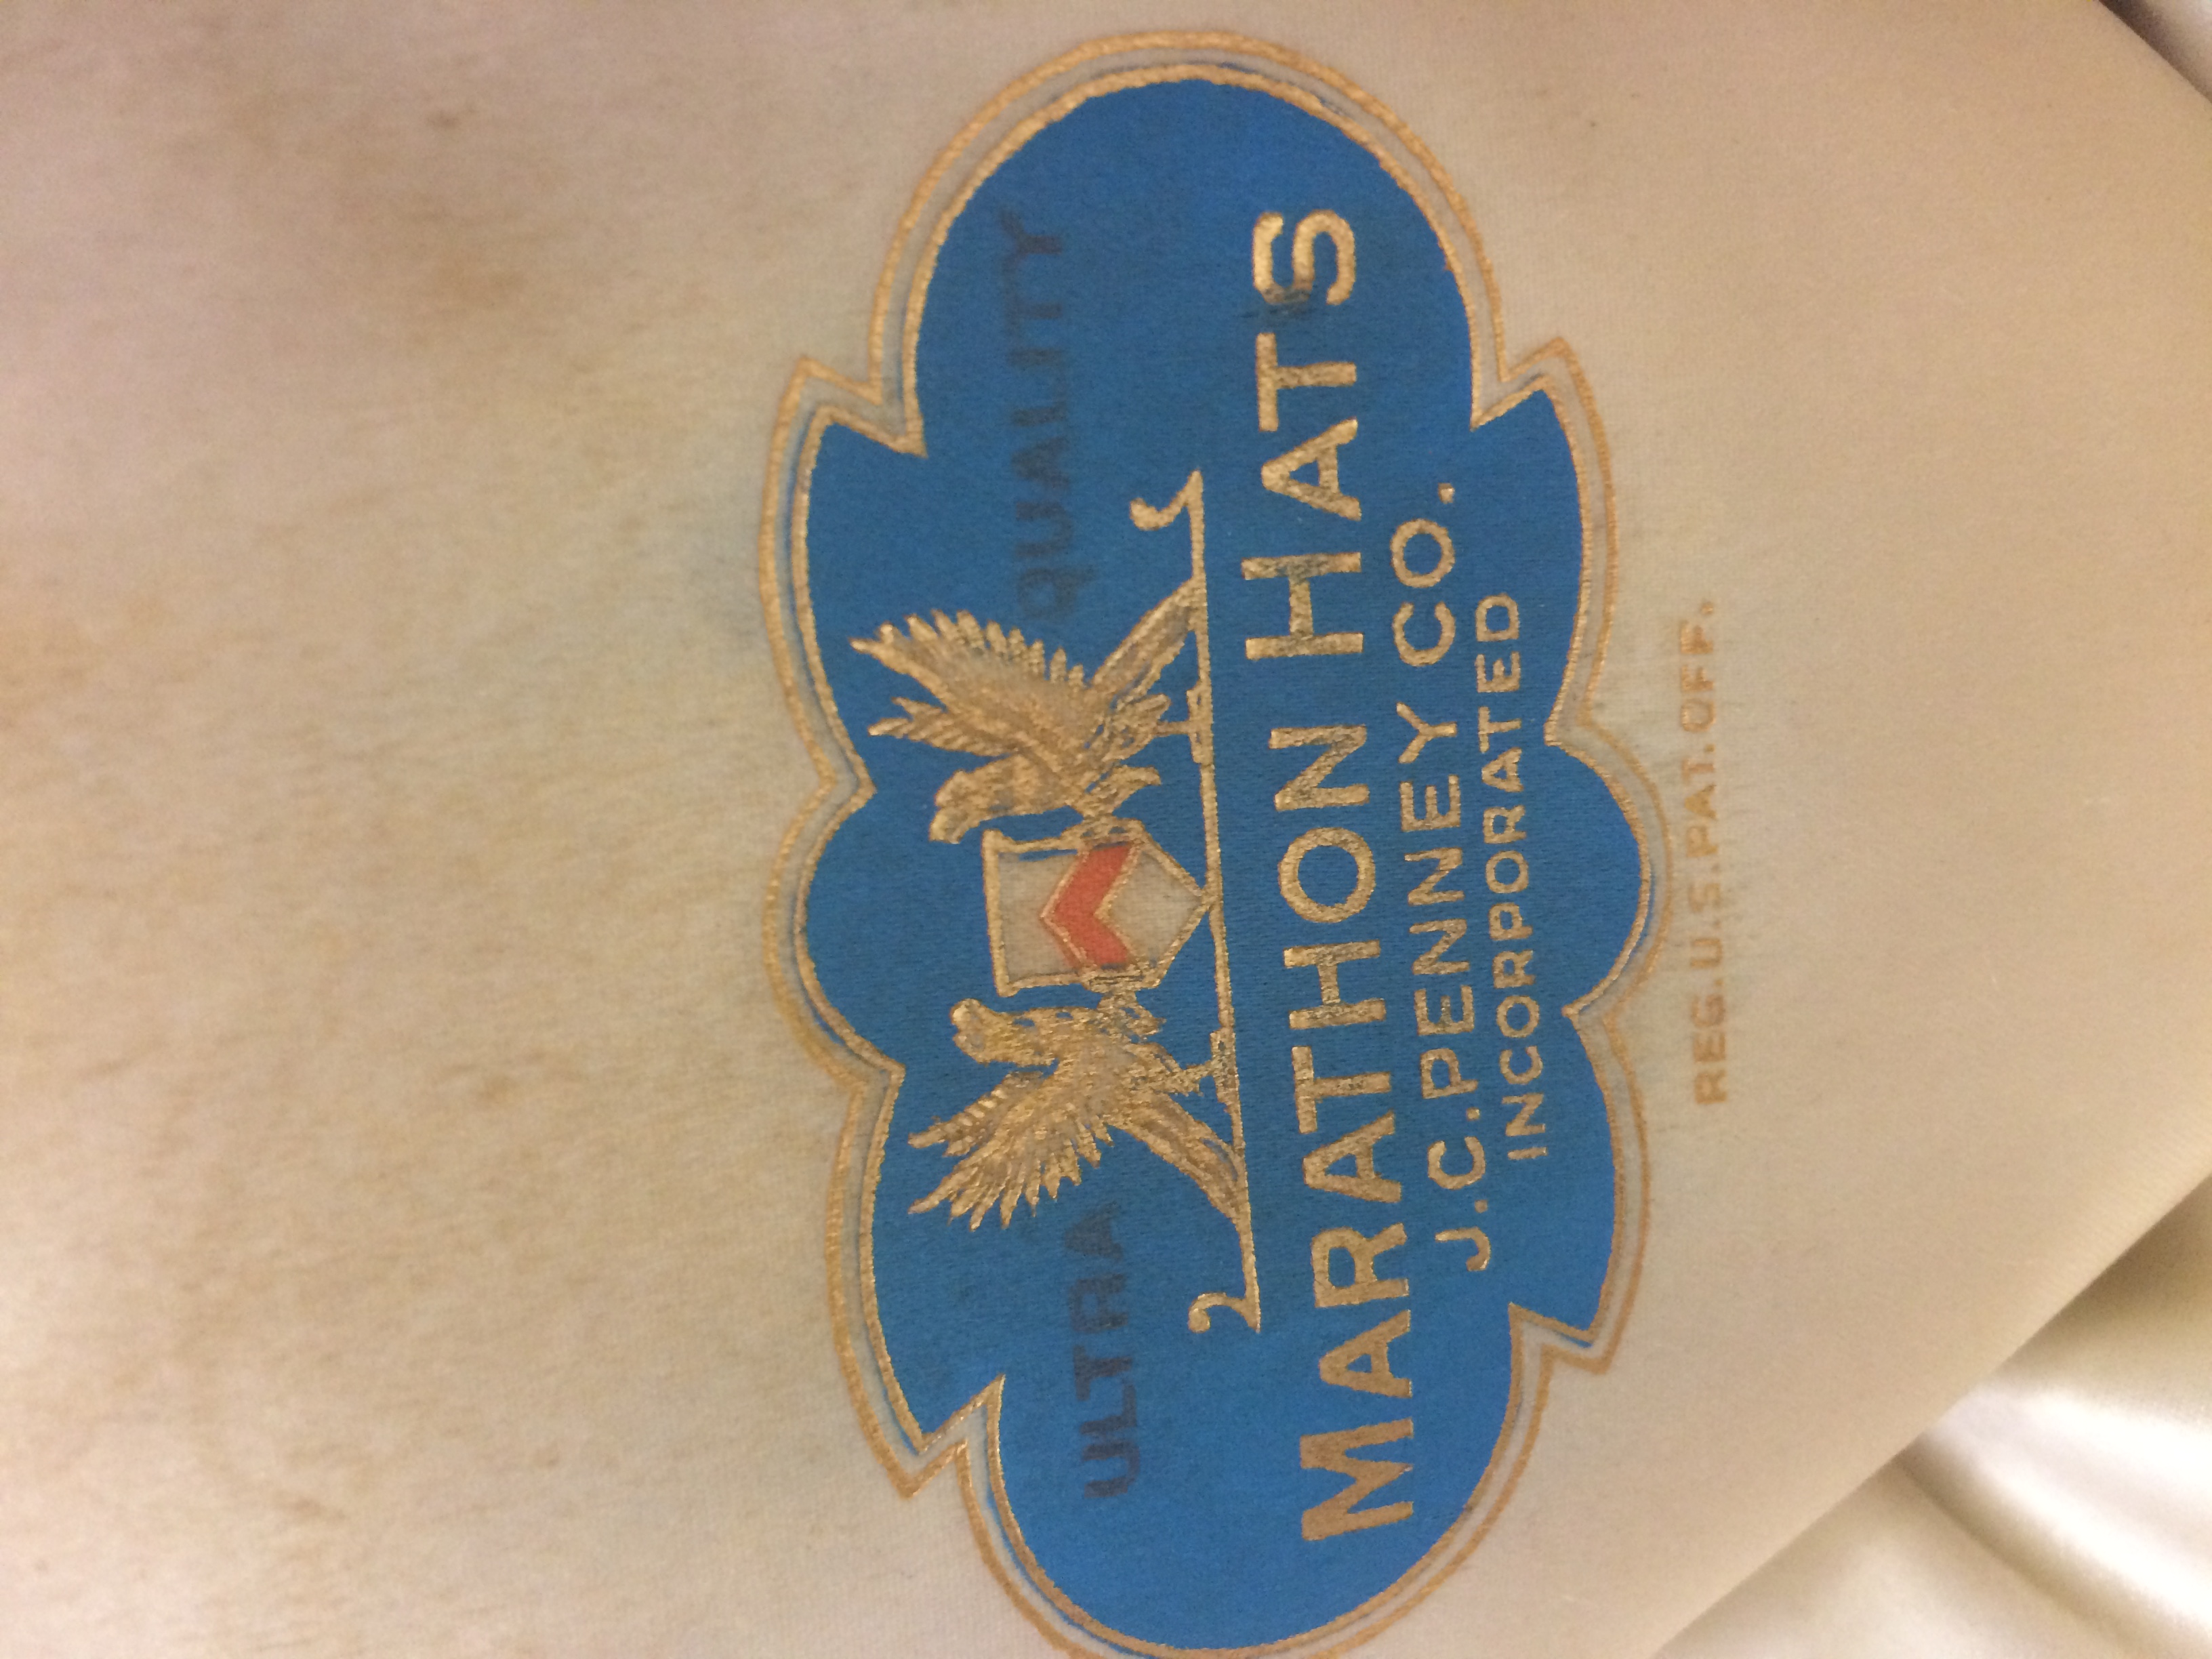 ULTRA QUALITY
MARATHON HATS
J.C.PENNEY CO.
INCORPORATED
REG.U.S.PAT.OFF.